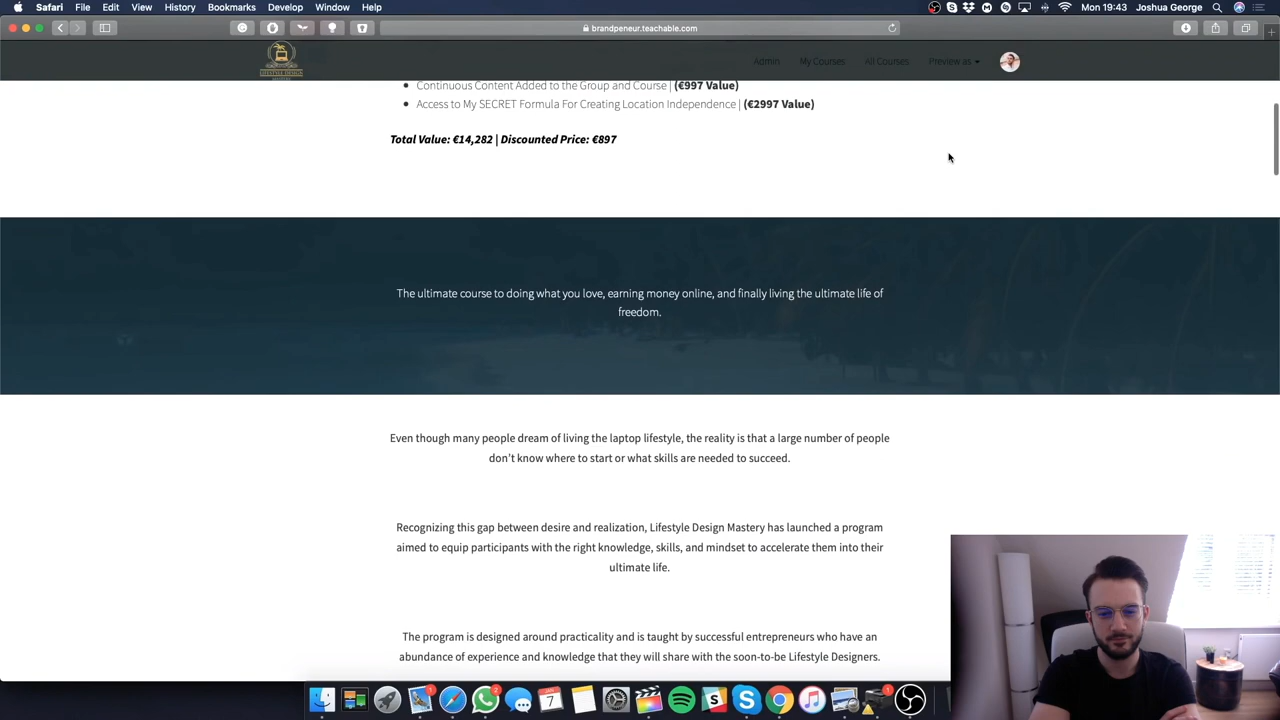 Safari File Edit View History Bookmarks Develop Window Help Mon 19:43 Joshua George
brandpeneur.teachable.com
LIFESTYLE DESIGN
Admin My Courses All Courses Preview as
Continuous Content Added to the Group and Course | (€997 Value)
Access to My SECRET Formula For Creating Location Independence | (€2997 Value)
Total Value: €14,282 | Discounted Price: €897
The ultimate course to doing what you love, earning money online, and finally living the ultimate life of
freedom.
Even though many people dream of living the laptop lifestyle, the reality is that a large number of people
don't know where to start or what skills are needed to succeed.
Recognizing this gap between desire and realization, Lifestyle Design Mastery has launched a program
aimed to equip participants with the right knowledge, skills, and mindset to accelerate them into their
ultimate life.
The program is designed around practicality and is taught by successful entrepreneurs who have an
abundance of experience and knowledge that they will share with the soon-to-be Lifestyle Designers.
1 2 7 1